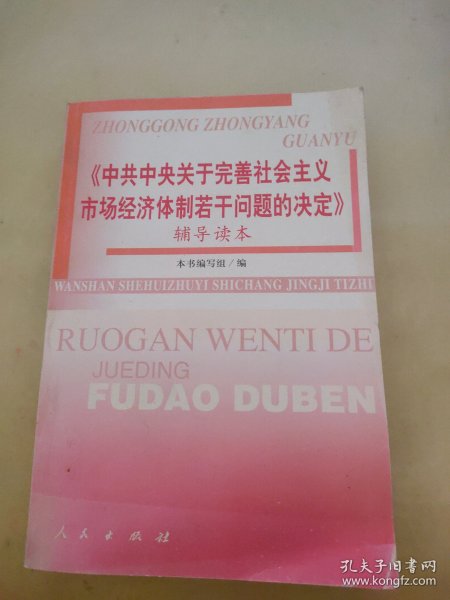 ZHONGGONG ZHONGYANG
GUANYU
《中共中央关于完善社会主义
市场经济体制若干问题的决定》
辅导读本
本书编写组/编
WANSHAN SHEHUIZHUYI SHICHANG JINGJI TIZHI
RUOGAN WENTI DE
JUEDING
FUDAO DUBEN
人民出版社
孔夫子旧书网
www.kongfz.com